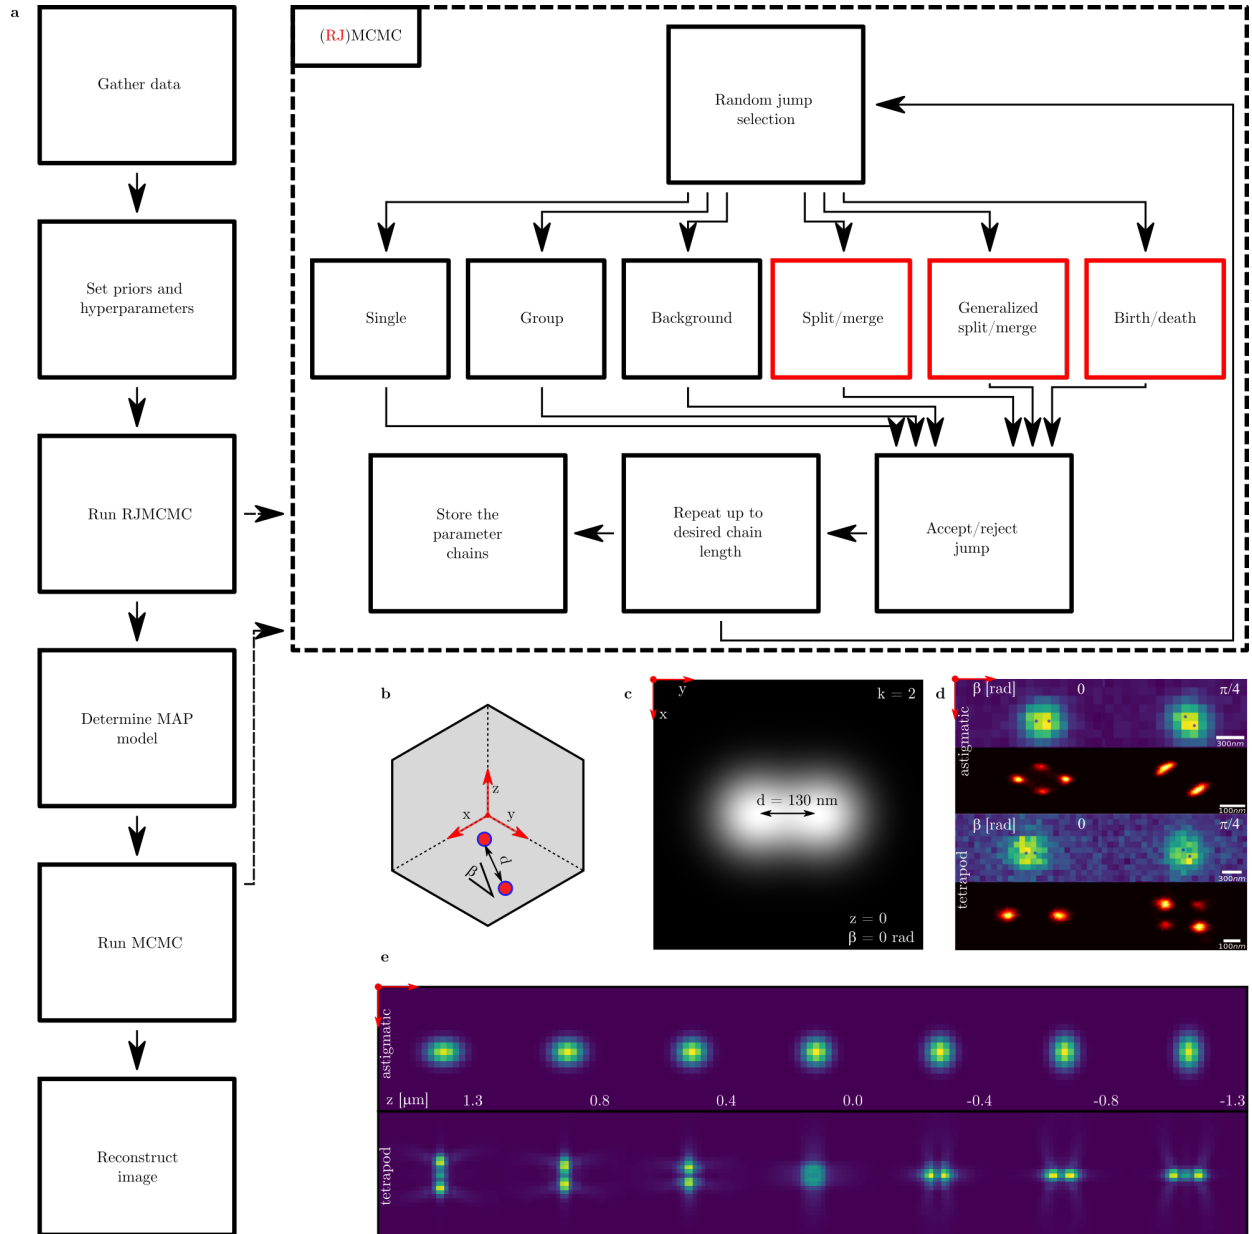 a
Gather data
Set priors and
hyperparameters
Run RJMCMC
Determine MAP
model
Run MCMC
Reconstruct
image
(RJ)MCMC
Random jump
selection
Single
Group
Background
Split/merge
Generalized
split/merge
Birth/death
Store the
parameter
chains
Repeat up to
desired chain
length
Accept/reject
jump
b
z
x
y
d
β
c
y
x
k = 2
d = 130 nm
z = 0
β = 0 rad
d
β [rad] 0 π/4
astigmatic
300nm
100nm
β [rad] 0 π/4
tetrapod
300nm
100nm
e
astigmatic
z [μm] 1.3 0.8 0.4 0.0 -0.4 -0.8 -1.3
tetrapod